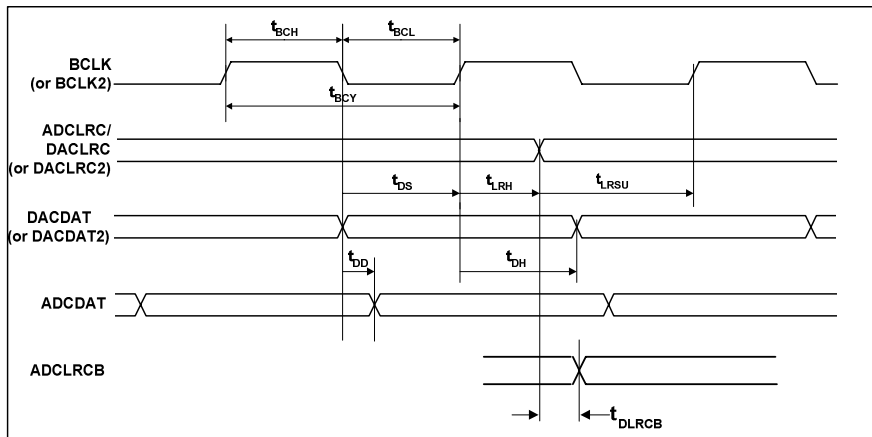 tBCH
tBCL
BCLK
(or BCLK2)
tBCY
ADCLRC/
DACLRC
(or DACLRC2)
tDS
tLRH
tLRSU
DACDAT
(or DACDAT2)
tDD
tDH
ADCDAT
ADCLRCB
tDLRCB